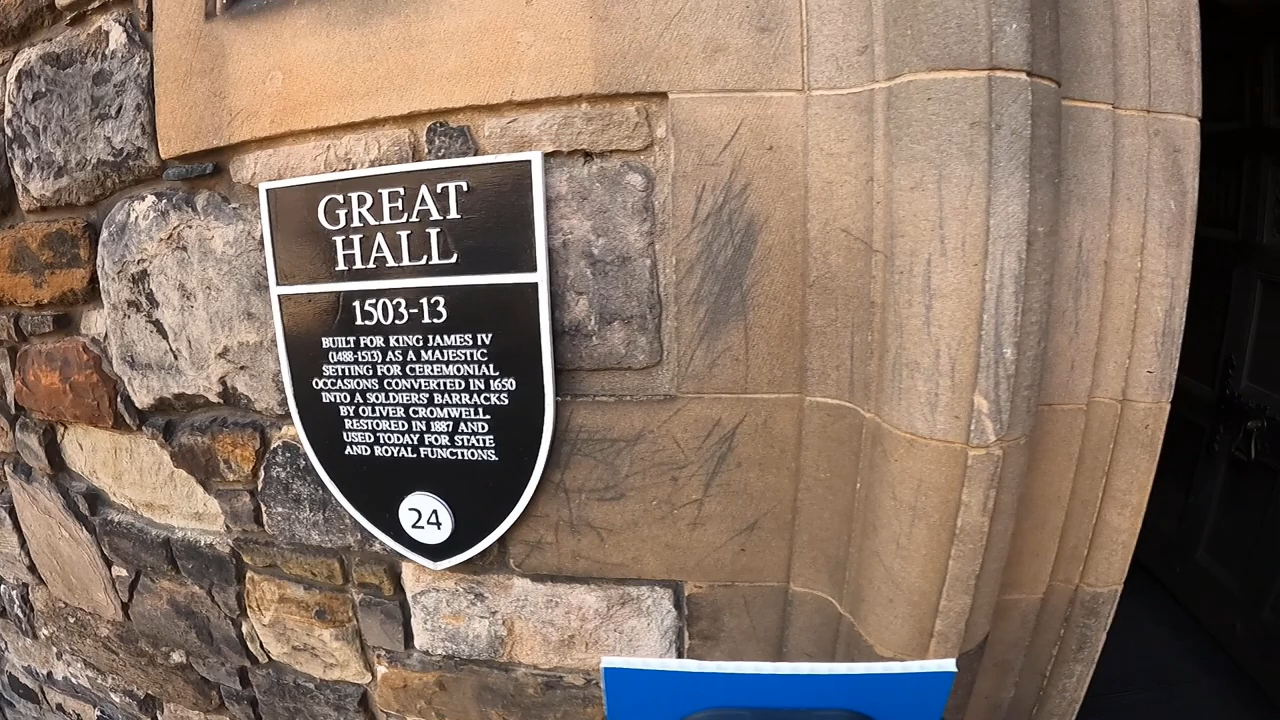 GREAT
HALL
1503-13
BUILT FOR KING JAMES IV
(1488-1513) AS A MAJESTIC
SETTING FOR CEREMONIAL
OCCASIONS CONVERTED IN 1650
INTO A SOLDIERS' BARRACKS
BY OLIVER CROMWELL.
RESTORED IN 1887 AND
USED TODAY FOR STATE
AND ROYAL FUNCTIONS.
24